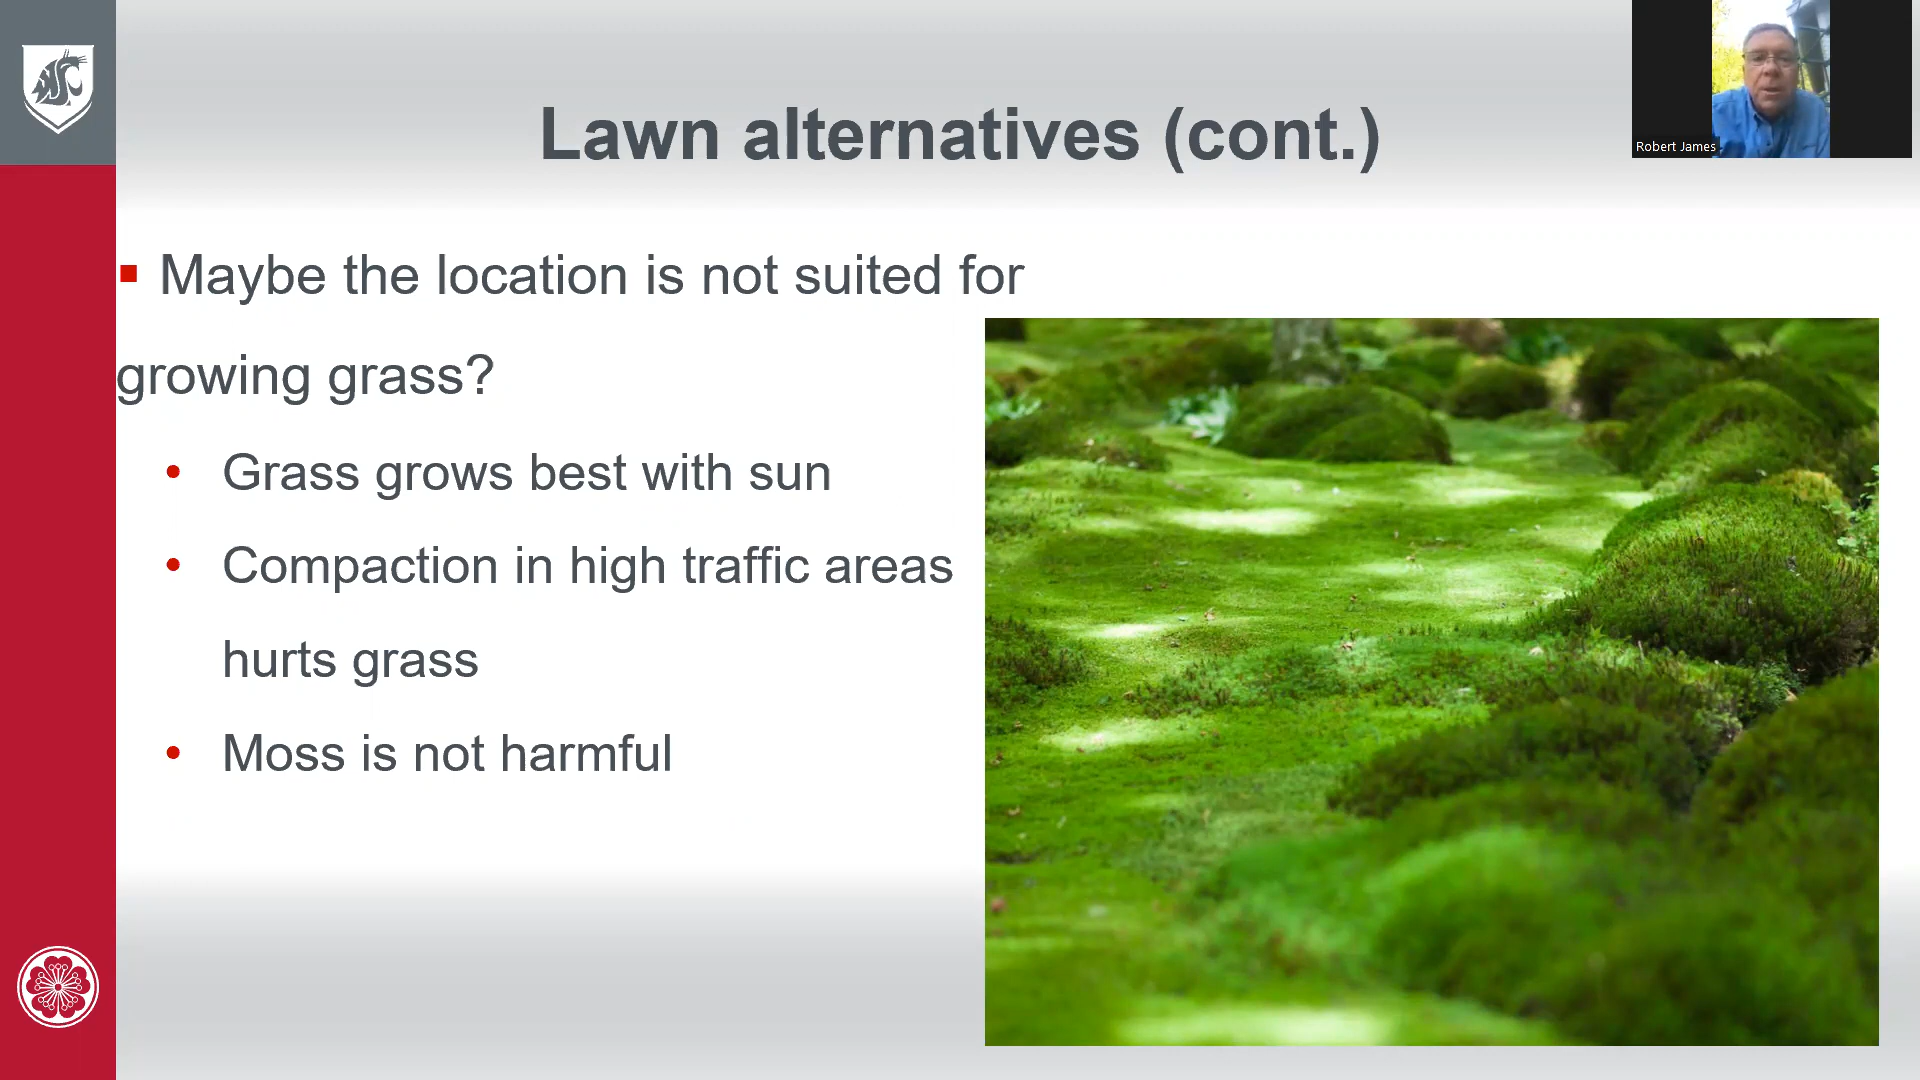 Lawn alternatives (cont.)
Robert James
▪ Maybe the location is not suited for
growing grass?
• Grass grows best with sun
• Compaction in high traffic areas
hurts grass
• Moss is not harmful